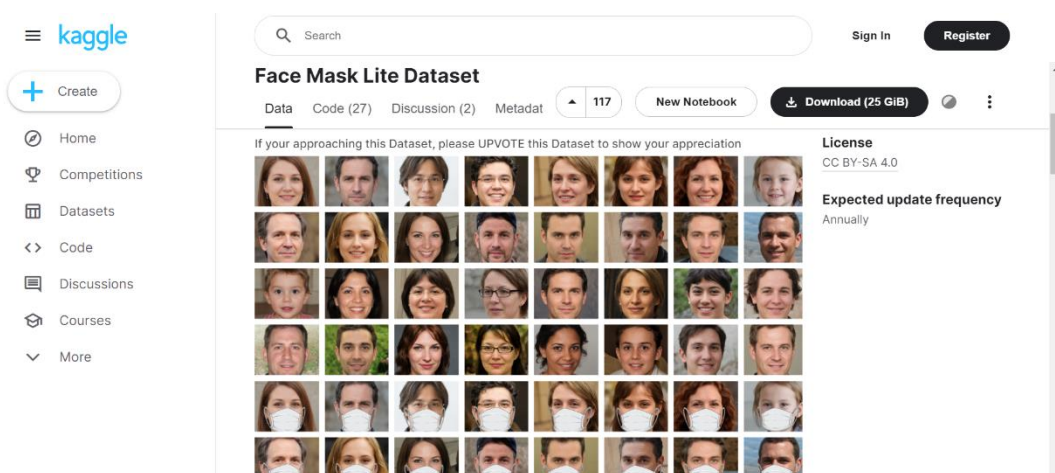 kaggle
Search
Sign In
Register
Create
Home
Competitions
Datasets
Code
Discussions
Courses
More
Face Mask Lite Dataset
Data Code (27) Discussion (2) Metadat
117
New Notebook
Download (25 GiB)
If your approaching this Dataset, please UPVOTE this Dataset to show your appreciation
License
CC BY-SA 4.0
Expected update frequency
Annually